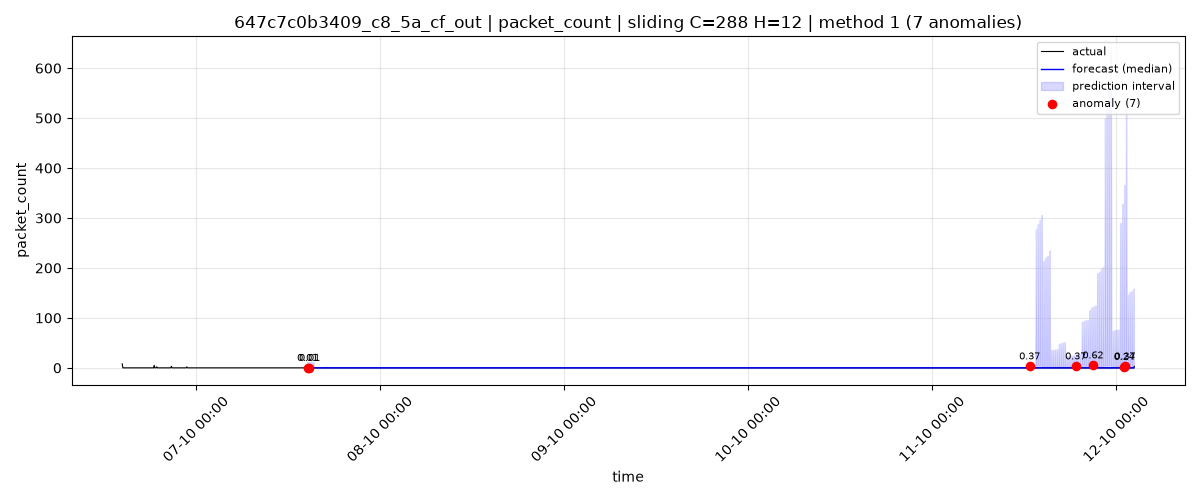 647c7c0b3409_c8_5a_cf_out | packet_count | sliding C=288 H=12 | method 1 (7 anomalies)
actual
forecast (median)
prediction interval
anomaly (7)
packet_count
600
500
400
300
200
100
0
0.37
0.37
0.62
07-10 00:00
08-10 00:00
09-10 00:00
10-10 00:00
11-10 00:00
12-10 00:00
time